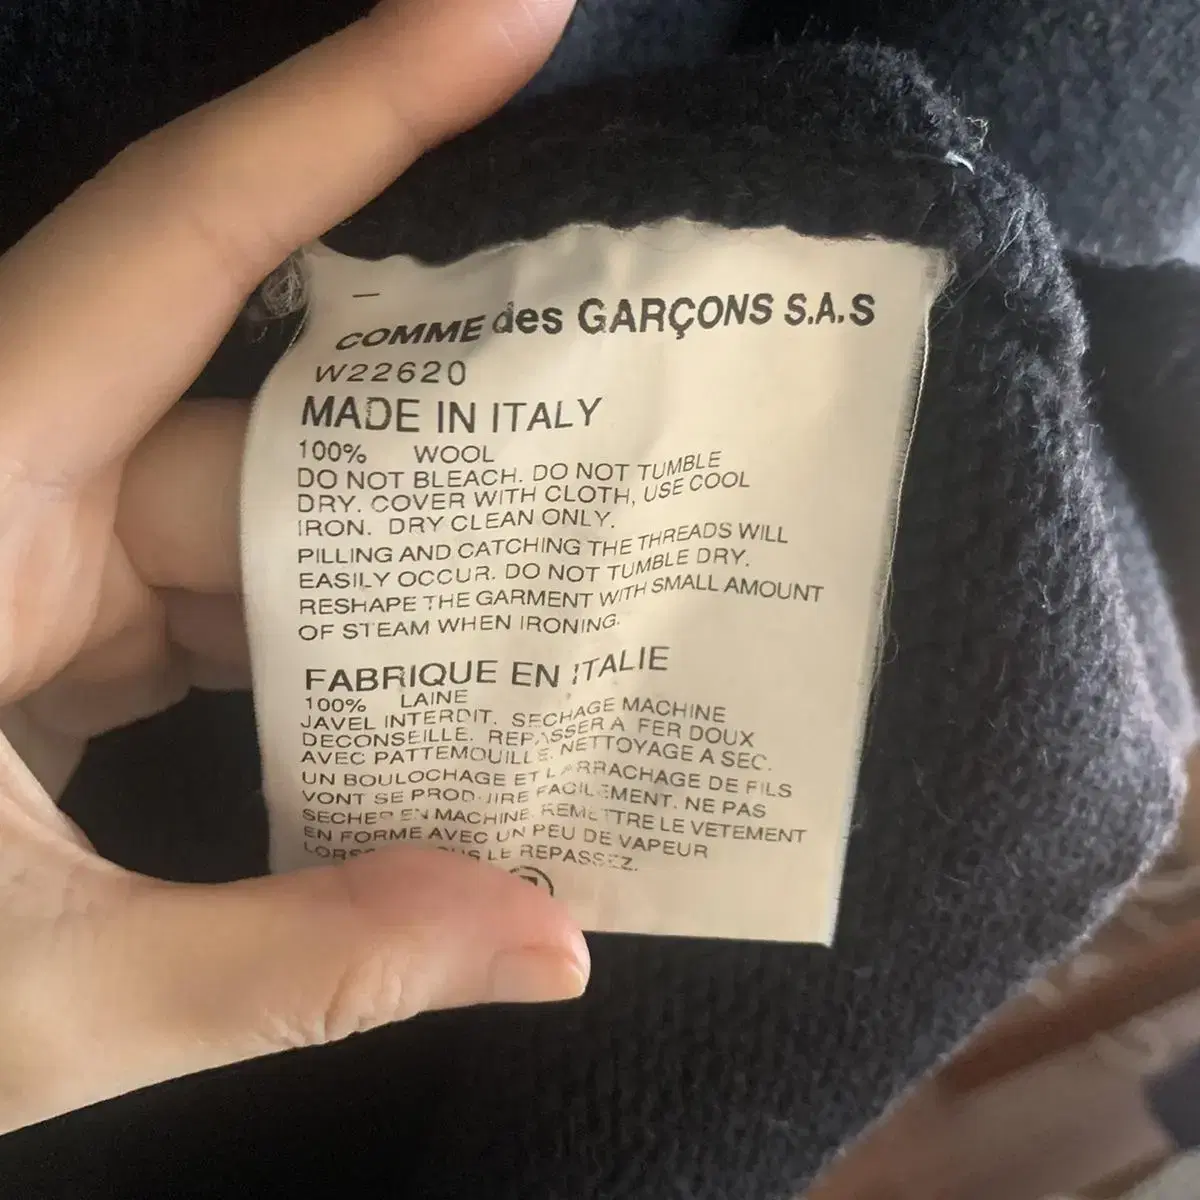 COMME des GARÇONS S.A.S
W22620
MADE IN ITALY
100% WOOL
DO NOT BLEACH. DO NOT TUMBLE
DRY. COVER WITH CLOTH, USE COOL
IRON. DRY CLEAN ONLY.
PILLING AND CATCHING THE THREADS WILL
EASILY OCCUR. DO NOT TUMBLE DRY.
RESHAPE THE GARMENT WITH SMALL AMOUNT
OF STEAM WHEN IRONING.
FABRIQUE EN ITALIE
100% LAINE
JAVEL INTERDIT. SECHAGE MACHINE
DECONSEILLE. REPASSER A FER DOUX
AVEC PATTEMOUILLE. NETTOYAGE A SEC.
UN BOULOCHAGE ET L'ARRACHAGE DE FILS
VONT SE PRODUIRE FACILEMENT. NE PAS
SECHER EN MACHINE. REMETTRE LE VETEMENT
EN FORME AVEC UN PEU DE VAPEUR
LE REPASSEZ.